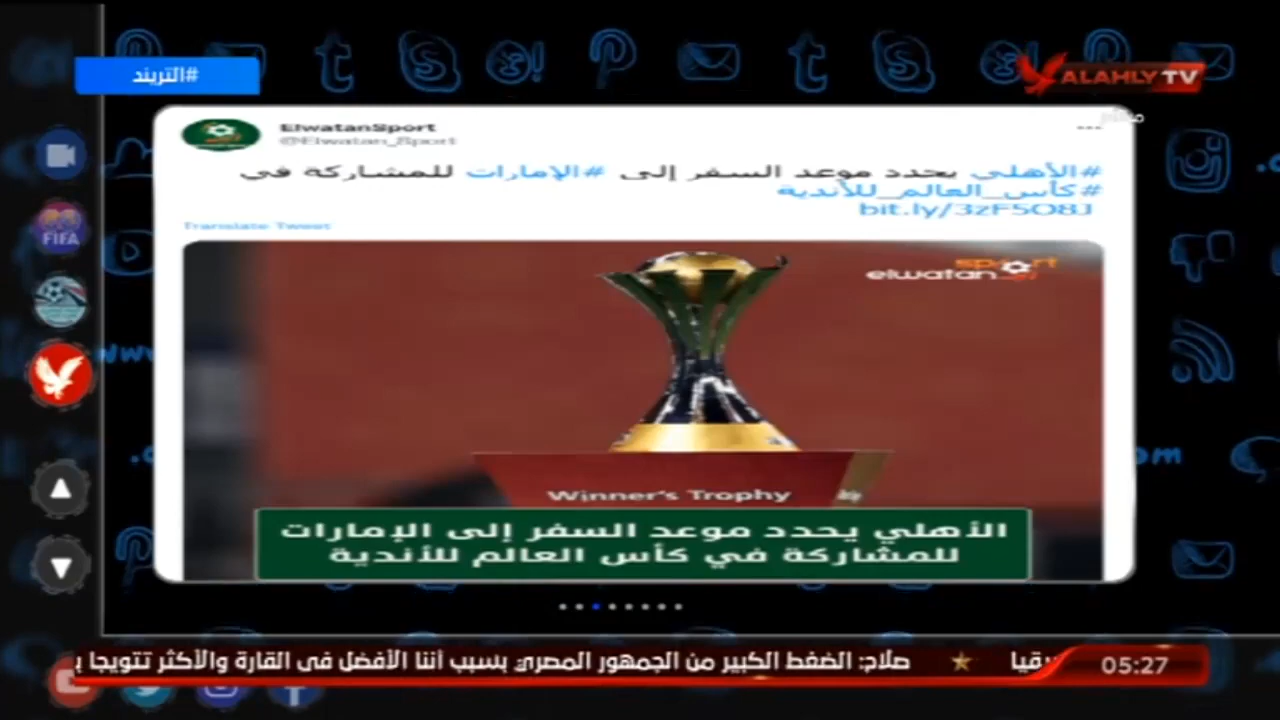 #التريند
ALAHLY TV
ElwatanSport
@Elwatan_Sport
#الأهلي يحدد موعد السفر إلى #الإمارات للمشاركة في
#كأس_العالم_للأندية
bit.ly/3zF5O8J
Translate Tweet
FIFA
sport
elwatan
Winner's Trophy
الأهلي يحدد موعد السفر إلى الإمارات
للمشاركة في كأس العالم للأندية
صلاح: الضغط الكبير من الجمهور المصري بسبب أننا الأفضل في القارة والأكثر تتويجا ب
05:27